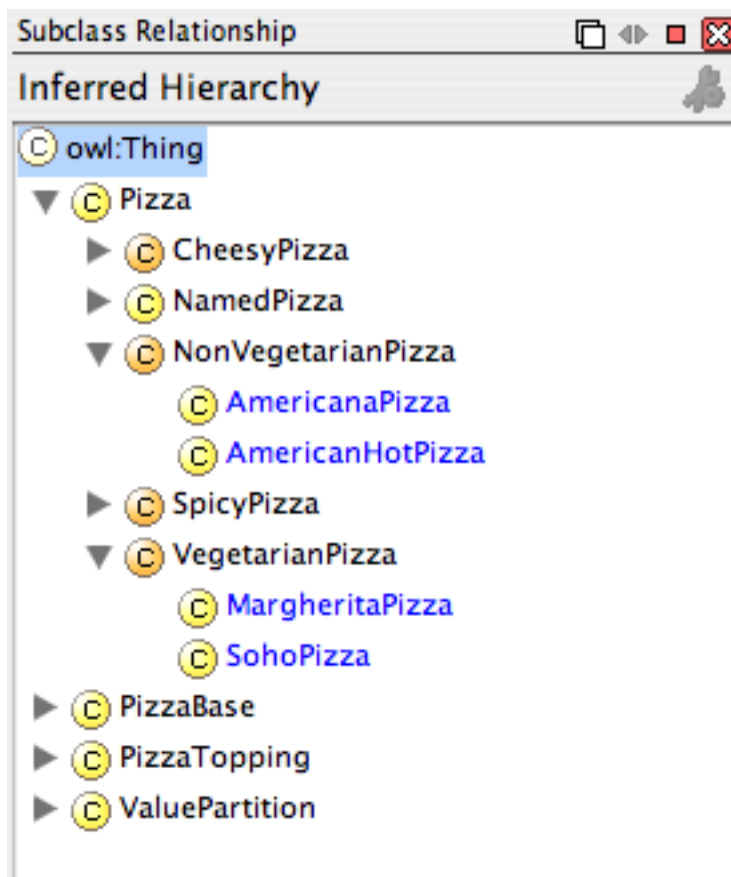 Subclass Relationship
Inferred Hierarchy
C owl:Thing
C Pizza
C CheesyPizza
C NamedPizza
C NonVegetarianPizza
C AmericanaPizza
C AmericanHotPizza
C SpicyPizza
C VegetarianPizza
C MargheritaPizza
C SohoPizza
C PizzaBase
C PizzaTopping
C ValuePartition